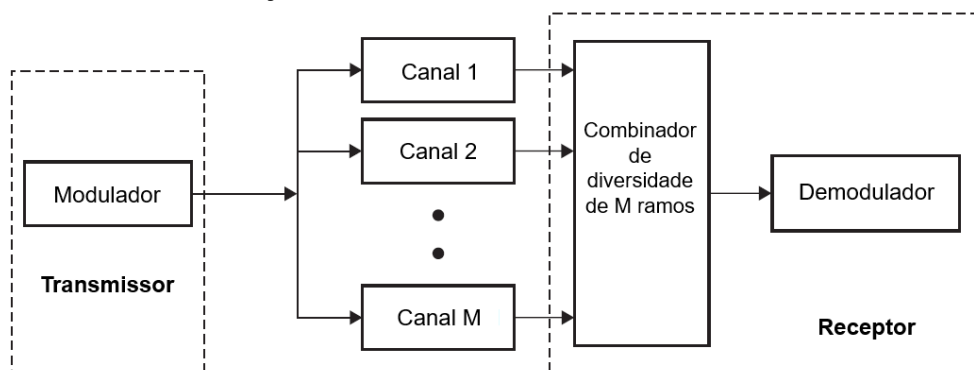 Modulador
Transmissor
Canal 1
Canal 2
Canal M
Combinador
de
diversidade
de M ramos
Demodulador
Receptor